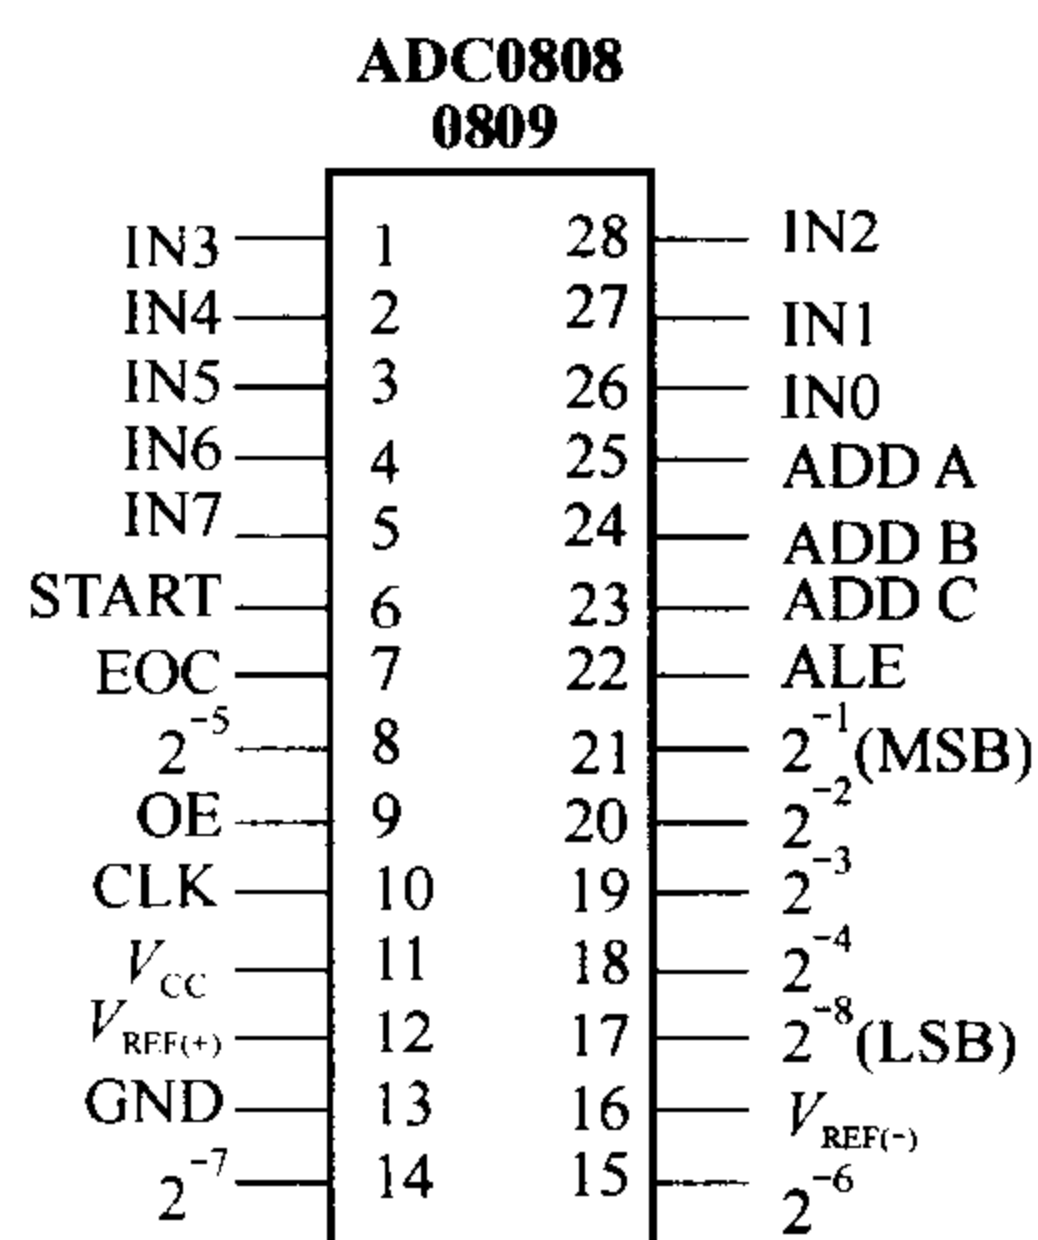 ADC0808
0809
IN3 1 28 IN2
IN4 2 27 IN1
IN5 3 26 IN0
IN6 4 25 ADD A
IN7 5 24 ADD B
START 6 23 ADD C
EOC 7 22 ALE
2⁻⁵ 8 21 2⁻¹(MSB)
OE 9 20 2⁻²
CLK 10 19 2⁻³
V_CC 11 18 2⁻⁴
V_REF(+) 12 17 2⁻⁸(LSB)
GND 13 16 V_REF(-)
2⁻⁷ 14 15 2⁻⁶